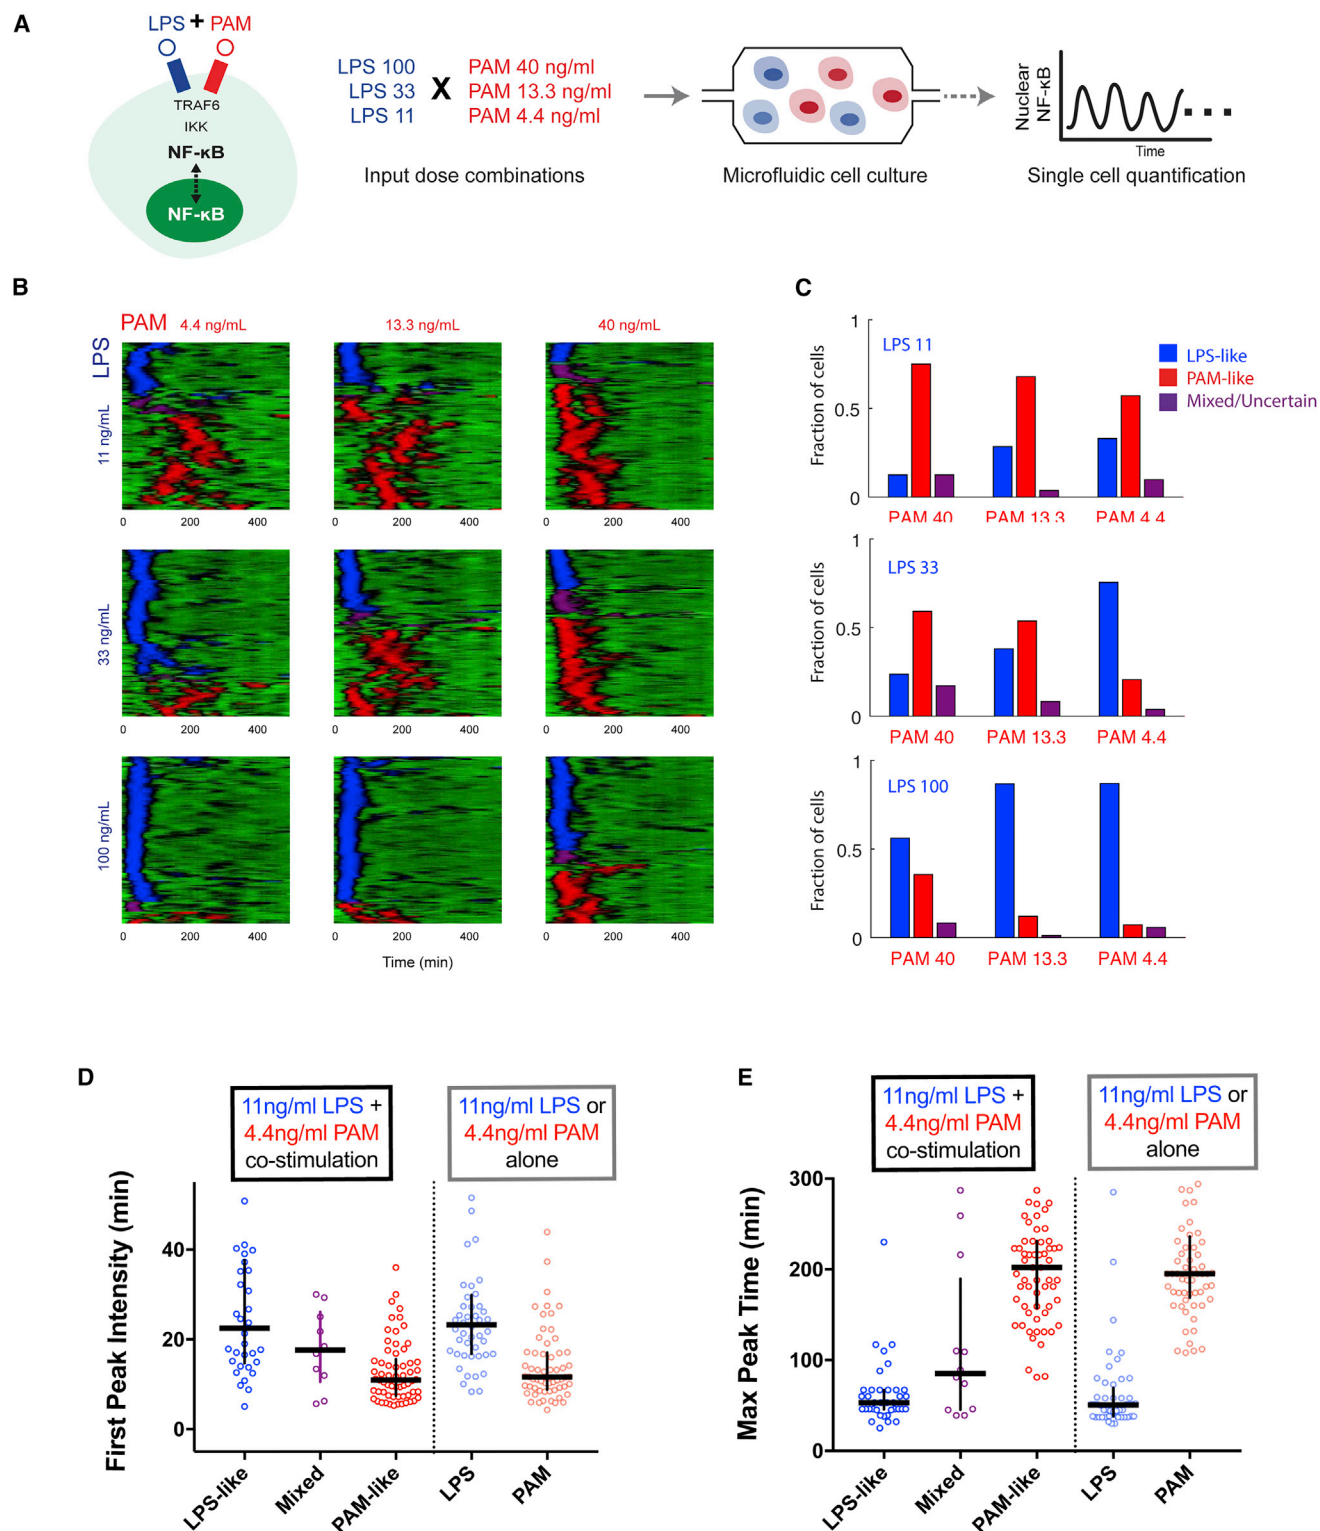 A
LPS + PAM
TRAF6
IKK
NF-κB
NF-κB
LPS 100
LPS 33
LPS 11
X
PAM 40 ng/ml
PAM 13.3 ng/ml
PAM 4.4 ng/ml
Input dose combinations
Microfluidic cell culture
Nuclear
NF-κB
Time
Single cell quantification
B
PAM 4.4 ng/mL 13.3 ng/mL 40 ng/mL
LPS
11 ng/mL
0 200 400 0 200 400 0 200 400
33 ng/mL
0 200 400 0 200 400 0 200 400
100 ng/mL
0 200 400 0 200 400 0 200 400
Time (min)
C
LPS 11
Fraction of cells
1
0.5
0
PAM 40 PAM 13.3 PAM 4.4
LPS-like
PAM-like
Mixed/Uncertain
LPS 33
Fraction of cells
1
0.5
0
PAM 40 PAM 13.3 PAM 4.4
LPS 100
Fraction of cells
1
0.5
0
PAM 40 PAM 13.3 PAM 4.4
D
11ng/ml LPS +
4.4ng/ml PAM
co-stimulation
11ng/ml LPS or
4.4ng/ml PAM
alone
First Peak Intensity (min)
40
20
0
LPS-like Mixed PAM-like LPS PAM
E
11ng/ml LPS +
4.4ng/ml PAM
co-stimulation
11ng/ml LPS or
4.4ng/ml PAM
alone
Max Peak Time (min)
300
200
100
0
LPS-like Mixed PAM-like LPS PAM